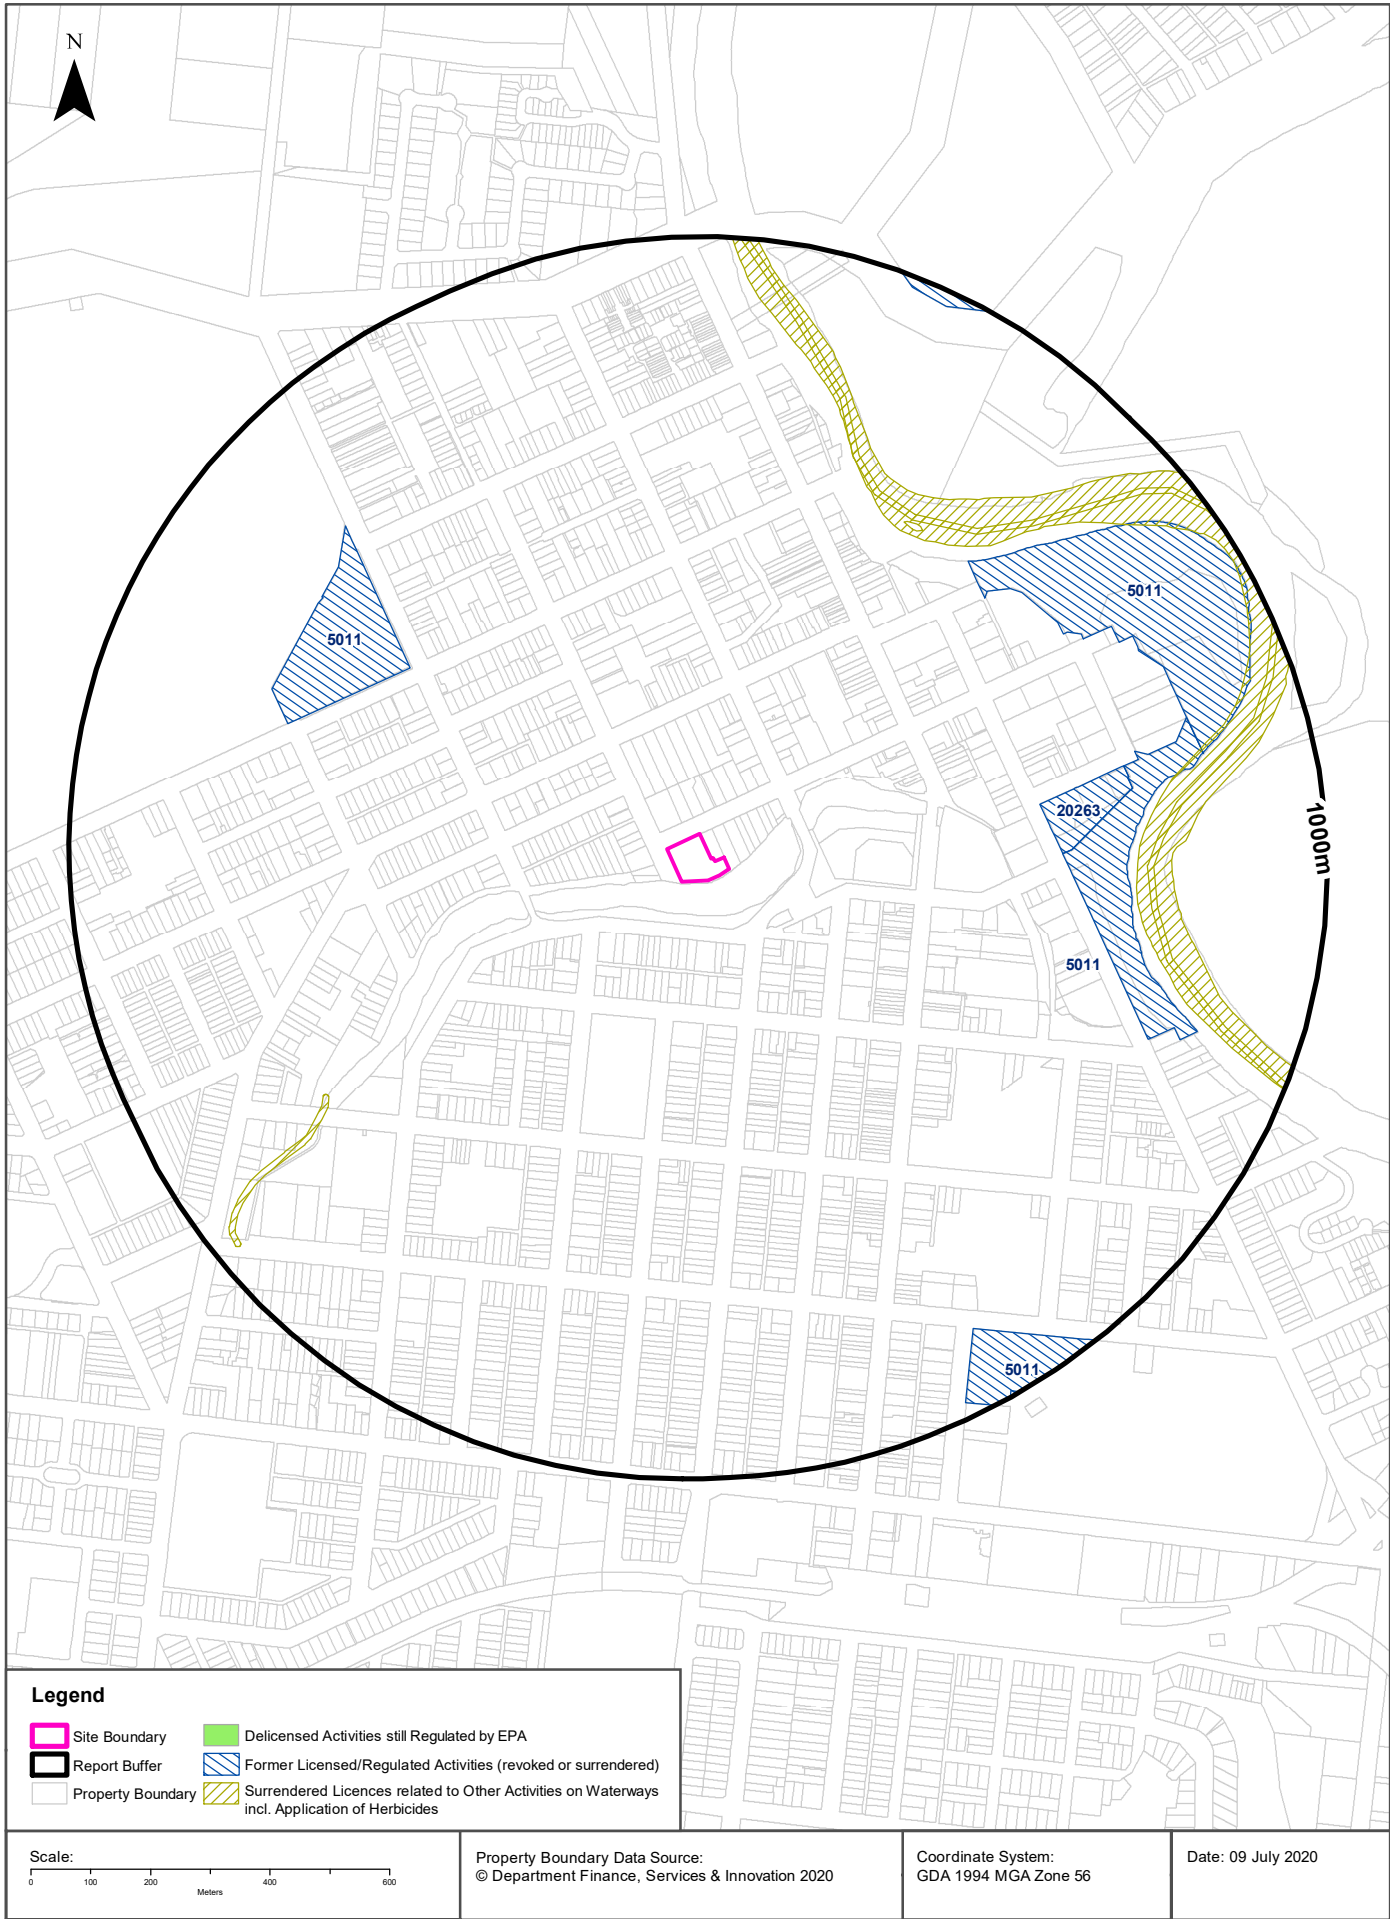 N
5011
5011
20263
1000m
5011
5011
Legend
Site Boundary
Report Buffer
Property Boundary
Delicensed Activities still Regulated by EPA
Former Licensed/Regulated Activities (revoked or surrendered)
Surrendered Licences related to Other Activities on Waterways
incl. Application of Herbicides
Scale:
0 100 200 400 600
Meters
Property Boundary Data Source:
© Department Finance, Services & Innovation 2020
Coordinate System:
GDA 1994 MGA Zone 56
Date: 09 July 2020